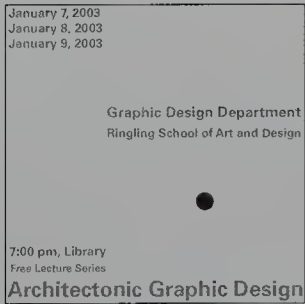 January 7, 2003
January 8, 2003
January 9, 2003
Graphic Design Department
Ringling School of Art and Design
7:00 pm, Library
Free Lecture Series
Architectonic Graphic Design